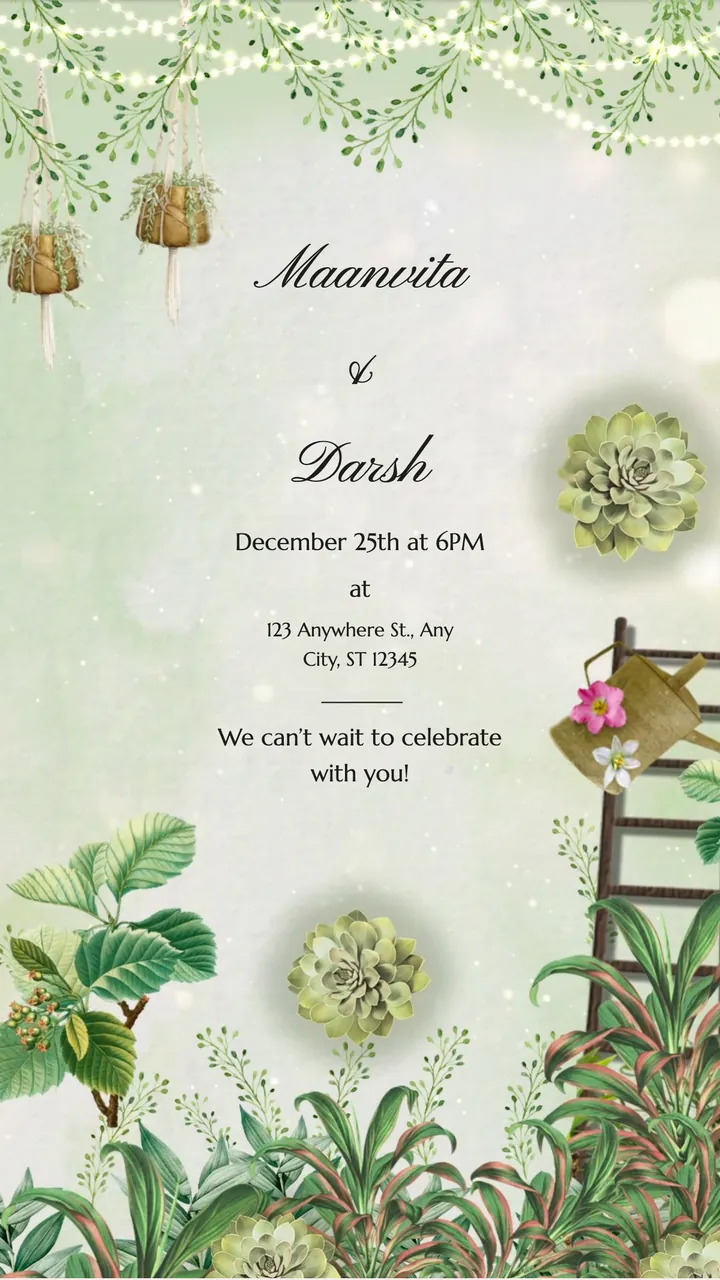 Maanvita
&
Darsh
December 25th at 6PM
at
123 Anywhere St., Any
City, ST 12345
We can’t wait to celebrate
with you!